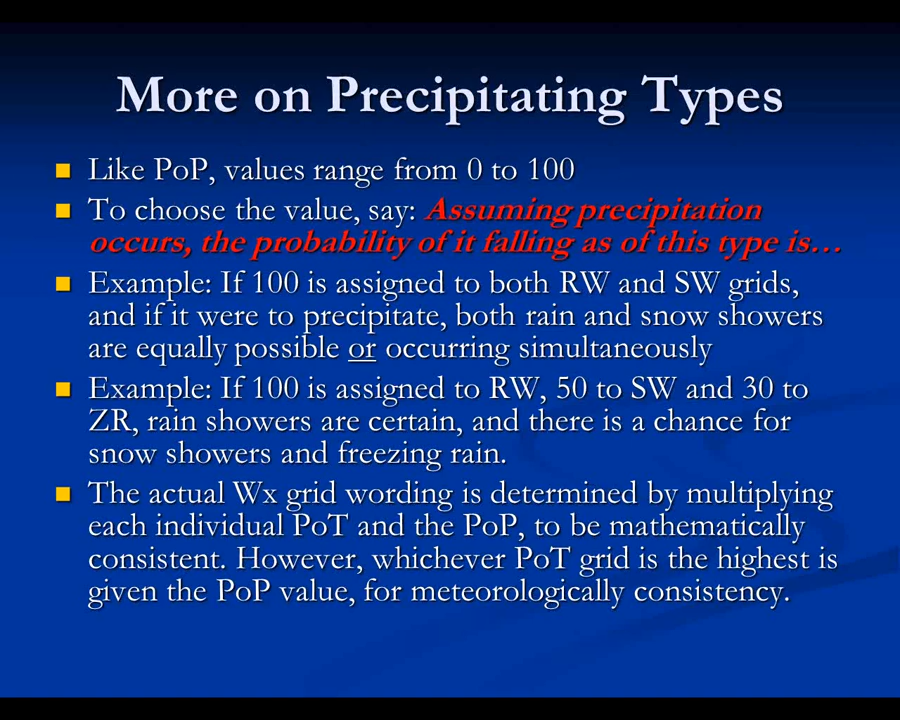 More on Precipitating Types
Like PoP, values range from 0 to 100
To choose the value, say: Assuming precipitation
occurs, the probability of it falling as of this type is…
Example: If 100 is assigned to both RW and SW grids,
and if it were to precipitate, both rain and snow showers
are equally possible or occurring simultaneously
Example: If 100 is assigned to RW, 50 to SW and 30 to
ZR, rain showers are certain, and there is a chance for
snow showers and freezing rain.
The actual Wx grid wording is determined by multiplying
each individual PoT and the PoP, to be mathematically
consistent. However, whichever PoT grid is the highest is
given the PoP value, for meteorologically consistency.